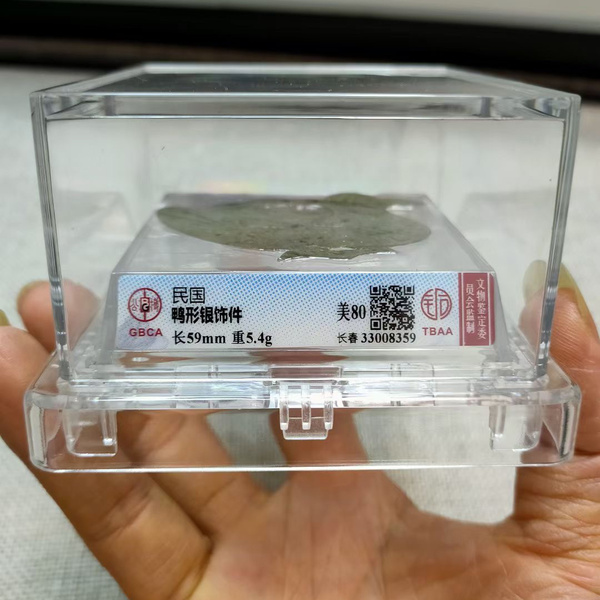 GBCA
民国
鸭形银饰件
长59mm 重5.4g
美80
长春 33008359
TBAA
文物鉴定委
员会监制